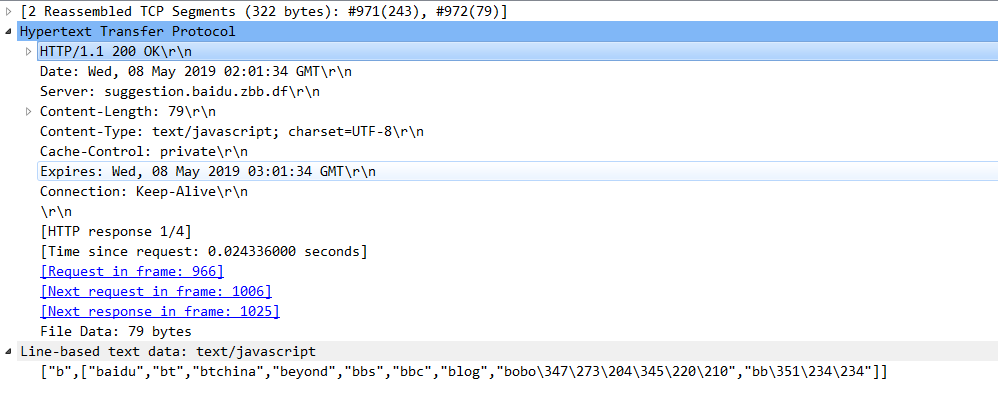 [2 Reassembled TCP Segments (322 bytes): #971(243), #972(79)]
Hypertext Transfer Protocol
HTTP/1.1 200 OK\r\n
Date: Wed, 08 May 2019 02:01:34 GMT\r\n
Server: suggestion.baidu.zbb.df\r\n
Content-Length: 79\r\n
Content-Type: text/javascript; charset=UTF-8\r\n
Cache-Control: private\r\n
Expires: Wed, 08 May 2019 03:01:34 GMT\r\n
Connection: Keep-Alive\r\n
\r\n
[HTTP response 1/4]
[Time since request: 0.024336000 seconds]
[Request in frame: 966]
[Next request in frame: 1006]
[Next response in frame: 1025]
File Data: 79 bytes
Line-based text data: text/javascript
["b",["baidu","bt","btchina","beyond","bbs","bbc","blog","bobo\347\273\204\345\220\210","bb\351\234\234"]]